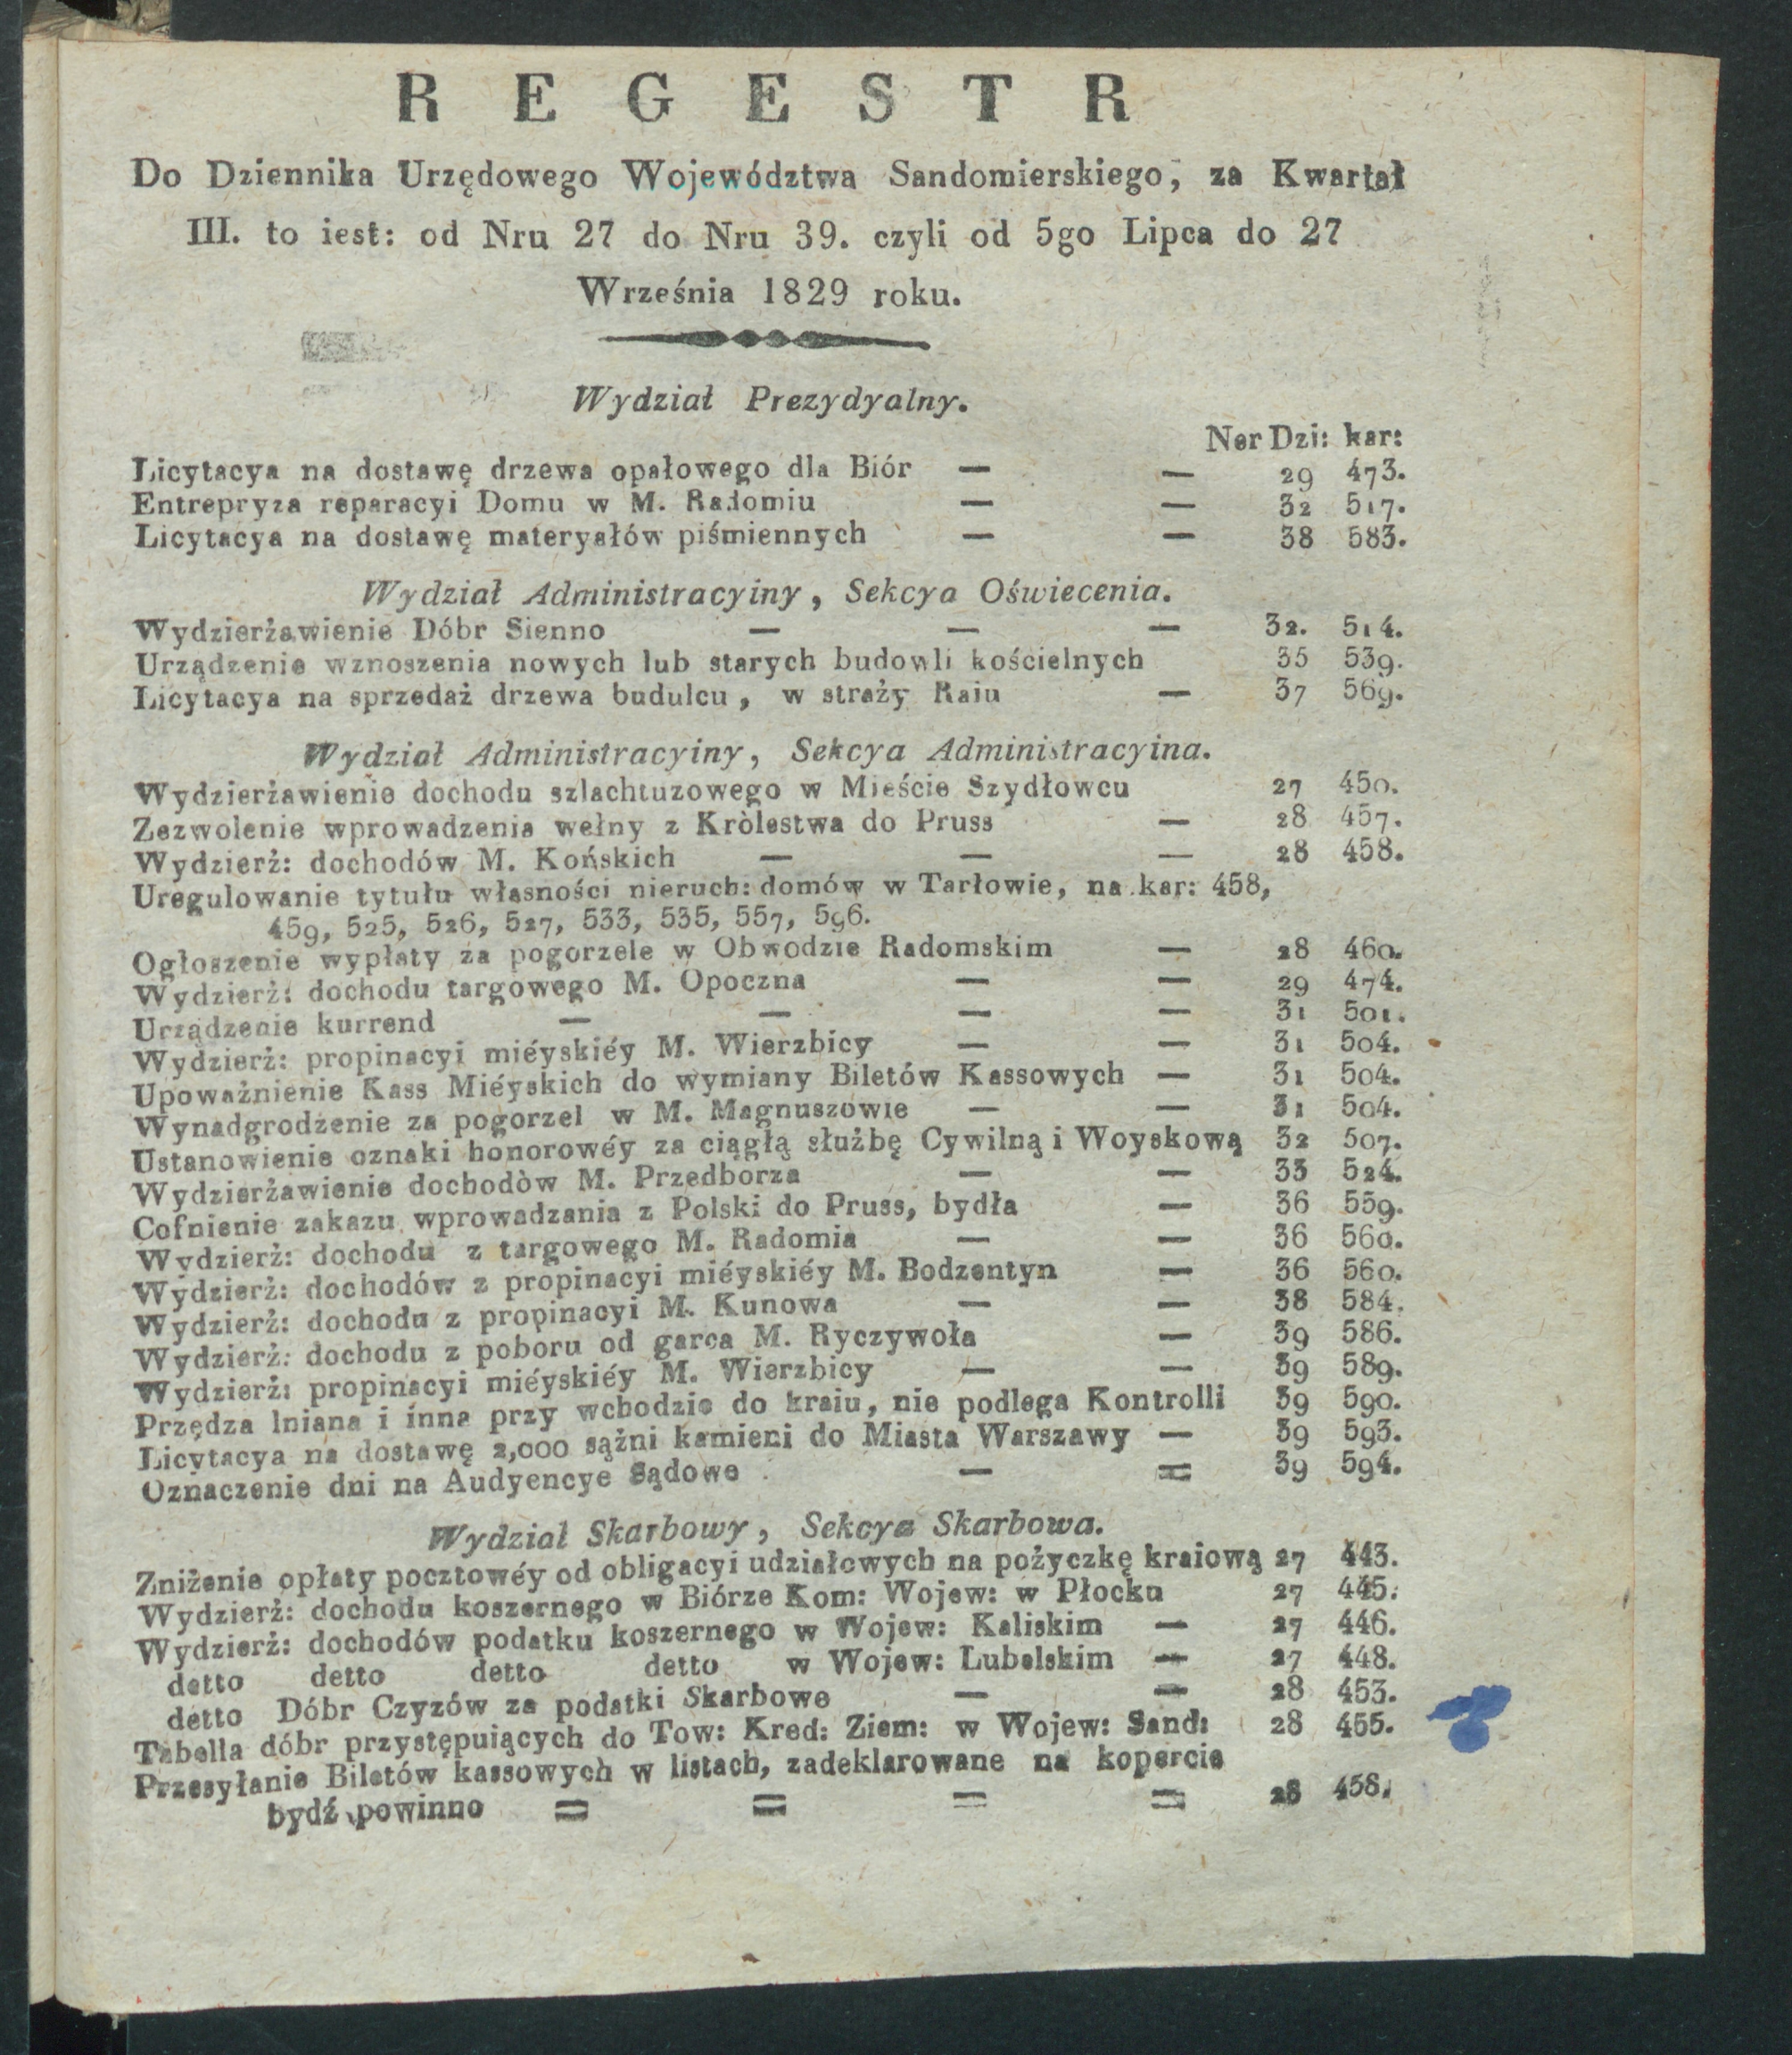 REGESTR
Do Dziennika Urzędowego Województwa Sandomierskiego, za Kwartał
III. to iest: od Nru 27 do Nru 39. czyli od 5go Lipca do 27
Września 1829 roku.
Wydział Prezydyalny.
Ner Dzi: kar:
Licytacya na dostawę drzewa opałowego dla Biór — — 29 473.
Entrepryza reparacyi Domu w M. Radomiu — — 32 517.
Licytacya na dostawę materyałów piśmiennych — — 38 583.
Wydział Administracyiny, Sekcya Oświecenia.
Wydzierżawienie Dóbr Sienno — — — 32. 514.
Urządzenie wznoszenia nowych lub starych budowli kościelnych 35 539.
Licytacya na sprzedaż drzewa budulcu, w straży Raiu — 37 569.
Wydział Administracyiny, Sekcya Administracyina.
Wydzierżawienie dochodu szlachtuzowego w Mieście Szydłowcu 27 450.
Zezwolenie wprowadzenia wełny z Kròlestwa do Pruss — 28 457.
Wydzierż: dochodów M. Końskich — — — 28 458.
Uregulowanie tytułu własności nieruch: domów w Tarłowie, na kar: 458,
459, 525, 526, 527, 533, 535, 557, 596.
Ogłoszenie wypłaty za pogorzele w Obwodzie Radomskim — 28 460.
Wydzierż: dochodu targowego M. Opoczna — — 29 474.
Urządzenie kurrend — — — — 31 501.
Wydzierż: propinacyi miéyskiéy M. Wierzbicy — — 31 504.
Upoważnienie Kass Miéyskich do wymiany Biletów Kassowych — 31 504.
Wynadgrodzenie za pogorzel w M. Magnuszowie — — 31 504.
Ustanowienie oznaki honorowéy za ciągłą służbę Cywilną i Woyskową 32 507.
Wydzierżawienie dochodòw M. Przedborza — — 33 524.
Cofnienie zakazu wprowadzania z Polski do Pruss, bydła — 36 559.
Wydzierż: dochodu z targowego M. Radomia — — 36 560.
Wydzierż: dochodów z propinacyi miéyskiéy M. Bodzentyn — 36 560.
Wydzierż: dochodu z propinacyi M. Kunowa — — 38 584.
Wydzierż: dochodu z poboru od garca M. Ryczywoła — 39 586.
Wydzierż: propinacyi miéyskiéy M. Wierzbicy — — 39 589.
Przędza lniana i inna przy wchodzie do kraiu, nie podlega Kontrolli 39 590.
Licytacya na dostawę 2,000 sążni kamieni do Miasta Warszawy — 39 593.
Oznaczenie dni na Audyencye Sądowe — = 39 594.
Wydział Skarbowy, Sekcya Skarbowa.
Zniżenie opłaty pocztowéy od obligacyi udziałowych na pożyczkę kraiową 27 443.
Wydzierż: dochodu koszernego w Biórze Kom: Wojew: w Płocku 27 445.
Wydzierż: dochodów podatku koszernego w Wojew: Kaliskim — 27 446.
detto detto detto detto w Wojew: Lubelskim — 27 448.
detto Dóbr Czyzów za podatki Skarbowe — — 28 453.
Tabella dóbr przystępuiących do Tow: Kred: Ziem: w Wojew: Sand: 28 455.
Przesyłanie Biletów kassowych w listach, zadeklarowane na kopercie
bydź powinno = = = = 28 458.